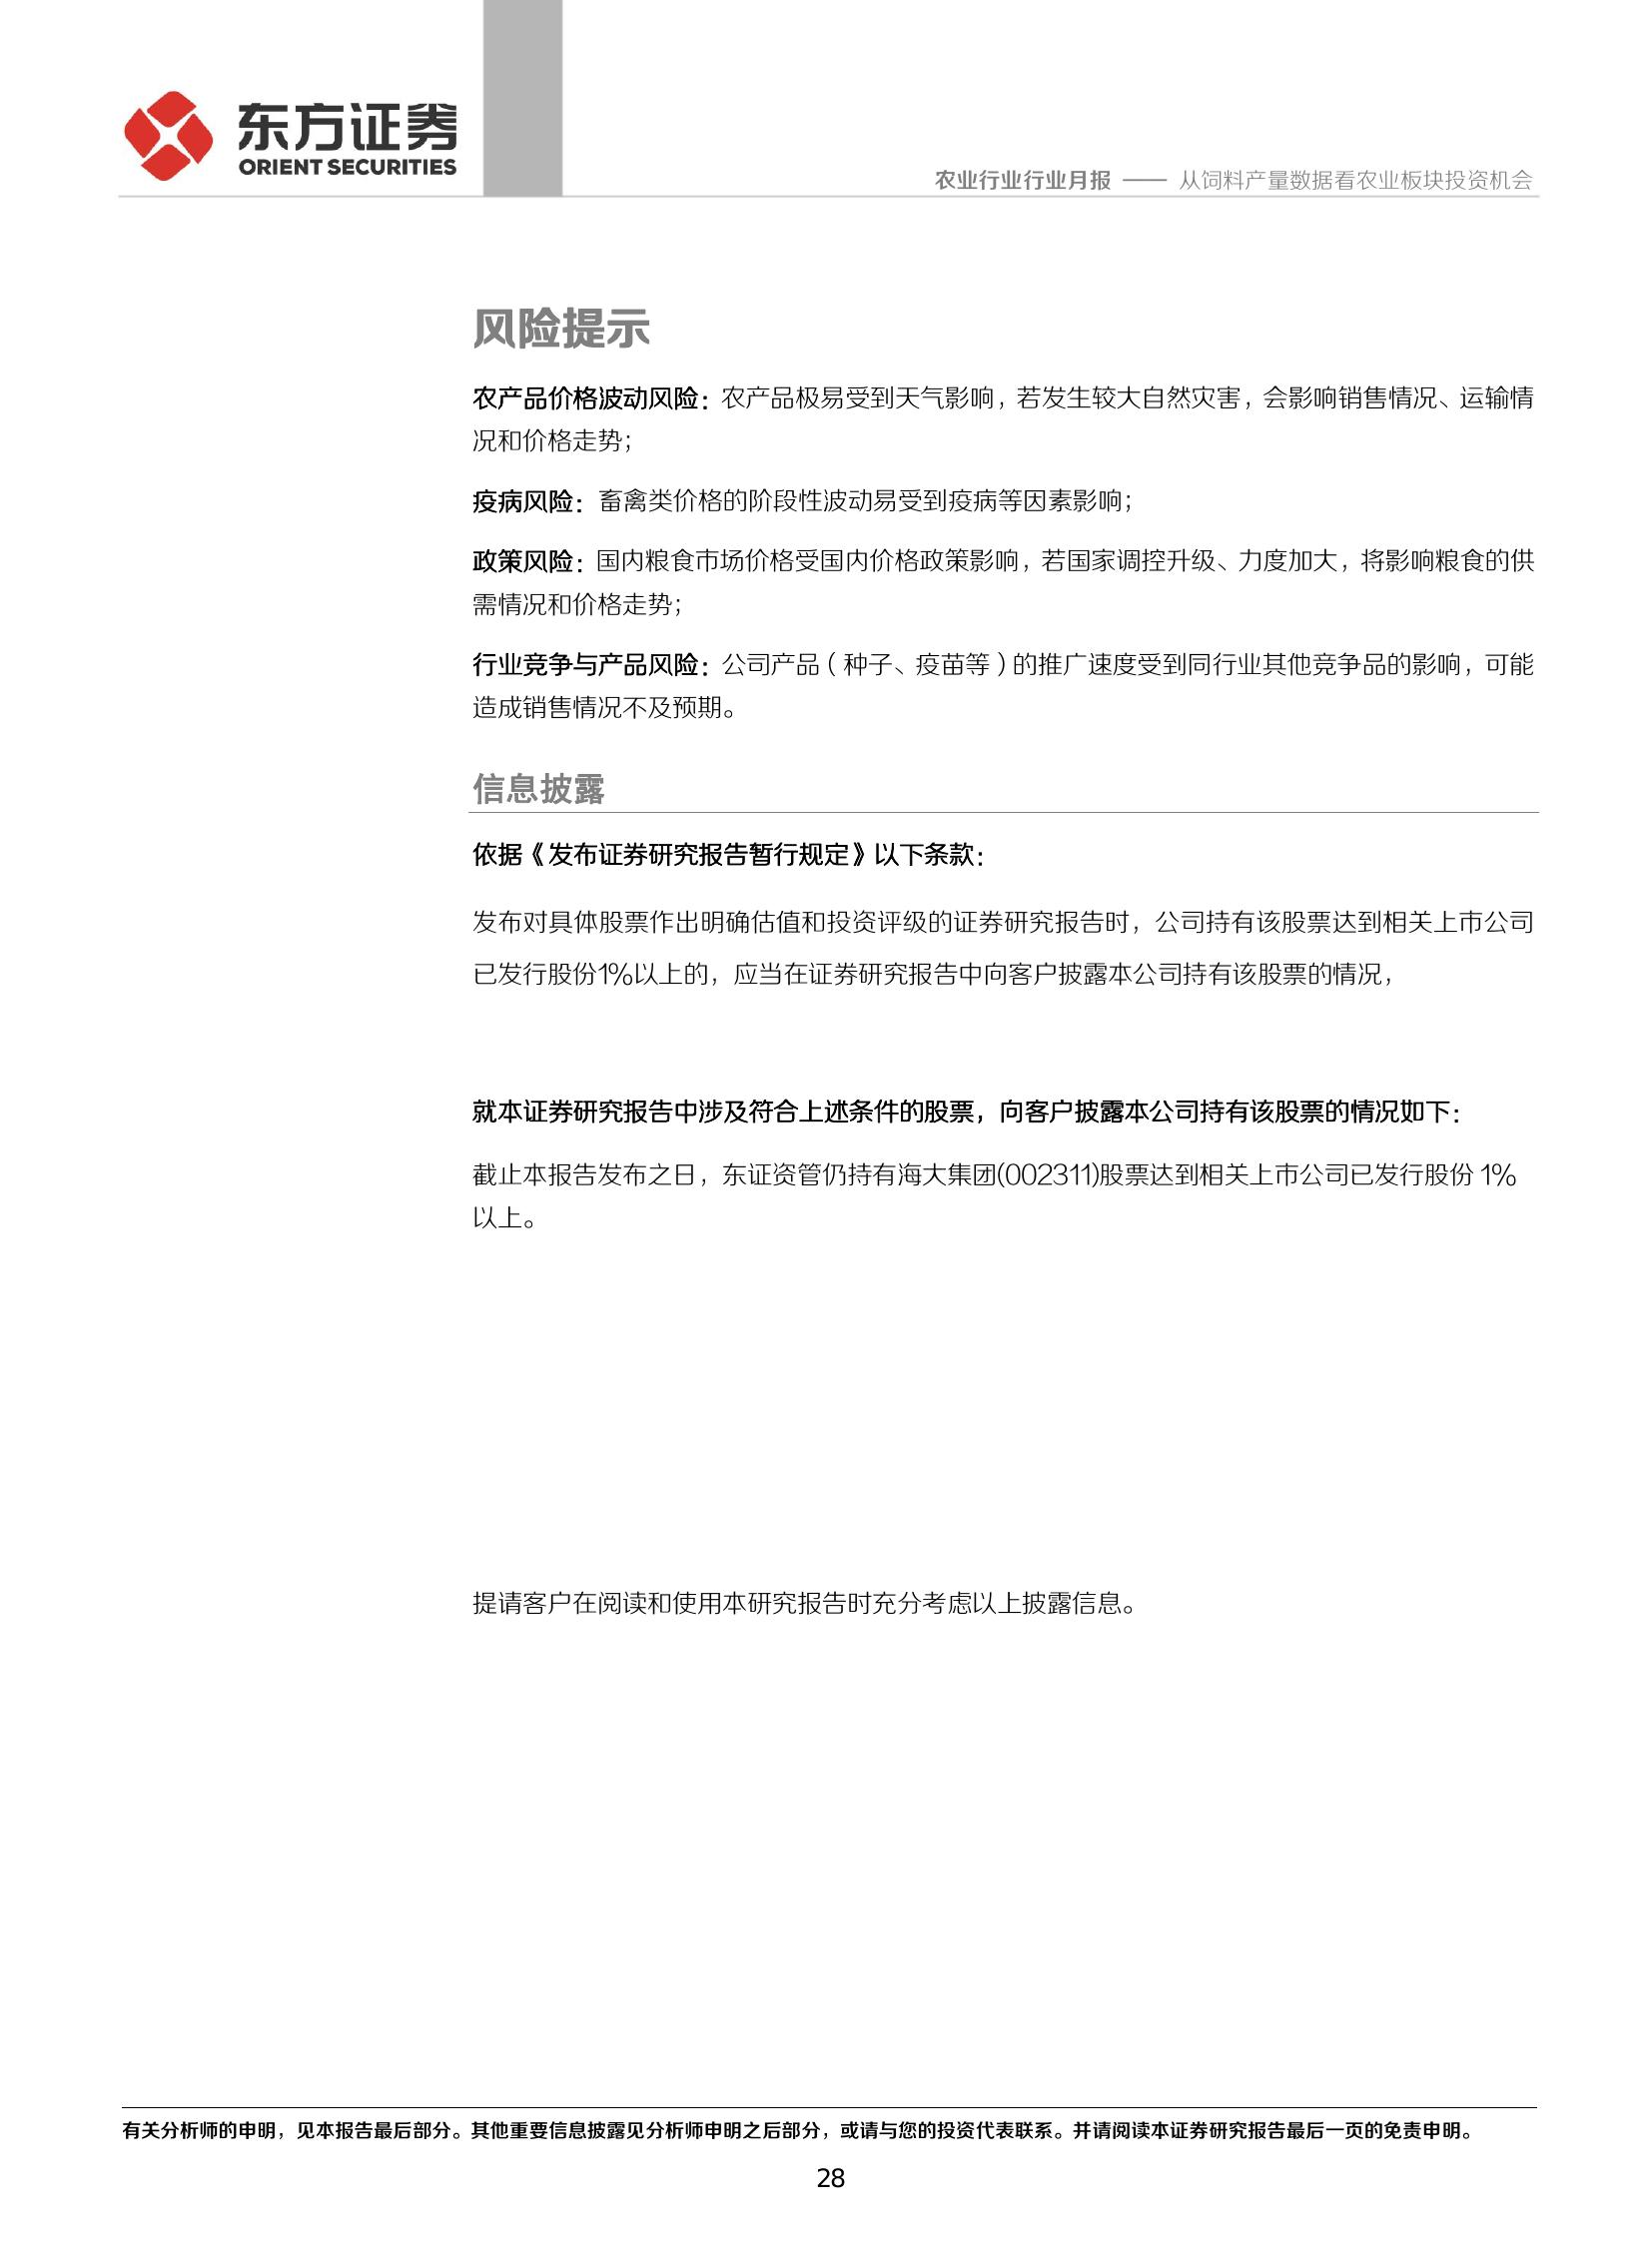 东方证券
ORIENT SECURITIES
农业行业行业月报 —— 从饲料产量数据看农业板块投资机会
风险提示
农产品价格波动风险：农产品极易受到天气影响，若发生较大自然灾害，会影响销售情况、运输情
况和价格走势；
疫病风险：畜禽类价格的阶段性波动易受到疫病等因素影响；
政策风险：国内粮食市场价格受国内价格政策影响，若国家调控升级、力度加大，将影响粮食的供
需情况和价格走势；
行业竞争与产品风险：公司产品（种子、疫苗等）的推广速度受到同行业其他竞争品的影响，可能
造成销售情况不及预期。
信息披露
依据《发布证券研究报告暂行规定》以下条款：
发布对具体股票作出明确估值和投资评级的证券研究报告时，公司持有该股票达到相关上市公司
已发行股份1%以上的，应当在证券研究报告中向客户披露本公司持有该股票的情况，
就本证券研究报告中涉及符合上述条件的股票，向客户披露本公司持有该股票的情况如下：
截止本报告发布之日，东证资管仍持有海大集团(002311)股票达到相关上市公司已发行股份 1%
以上。
提请客户在阅读和使用本研究报告时充分考虑以上披露信息。
有关分析师的申明，见本报告最后部分。其他重要信息披露见分析师申明之后部分，或请与您的投资代表联系。并请阅读本证券研究报告最后一页的免责申明。
28